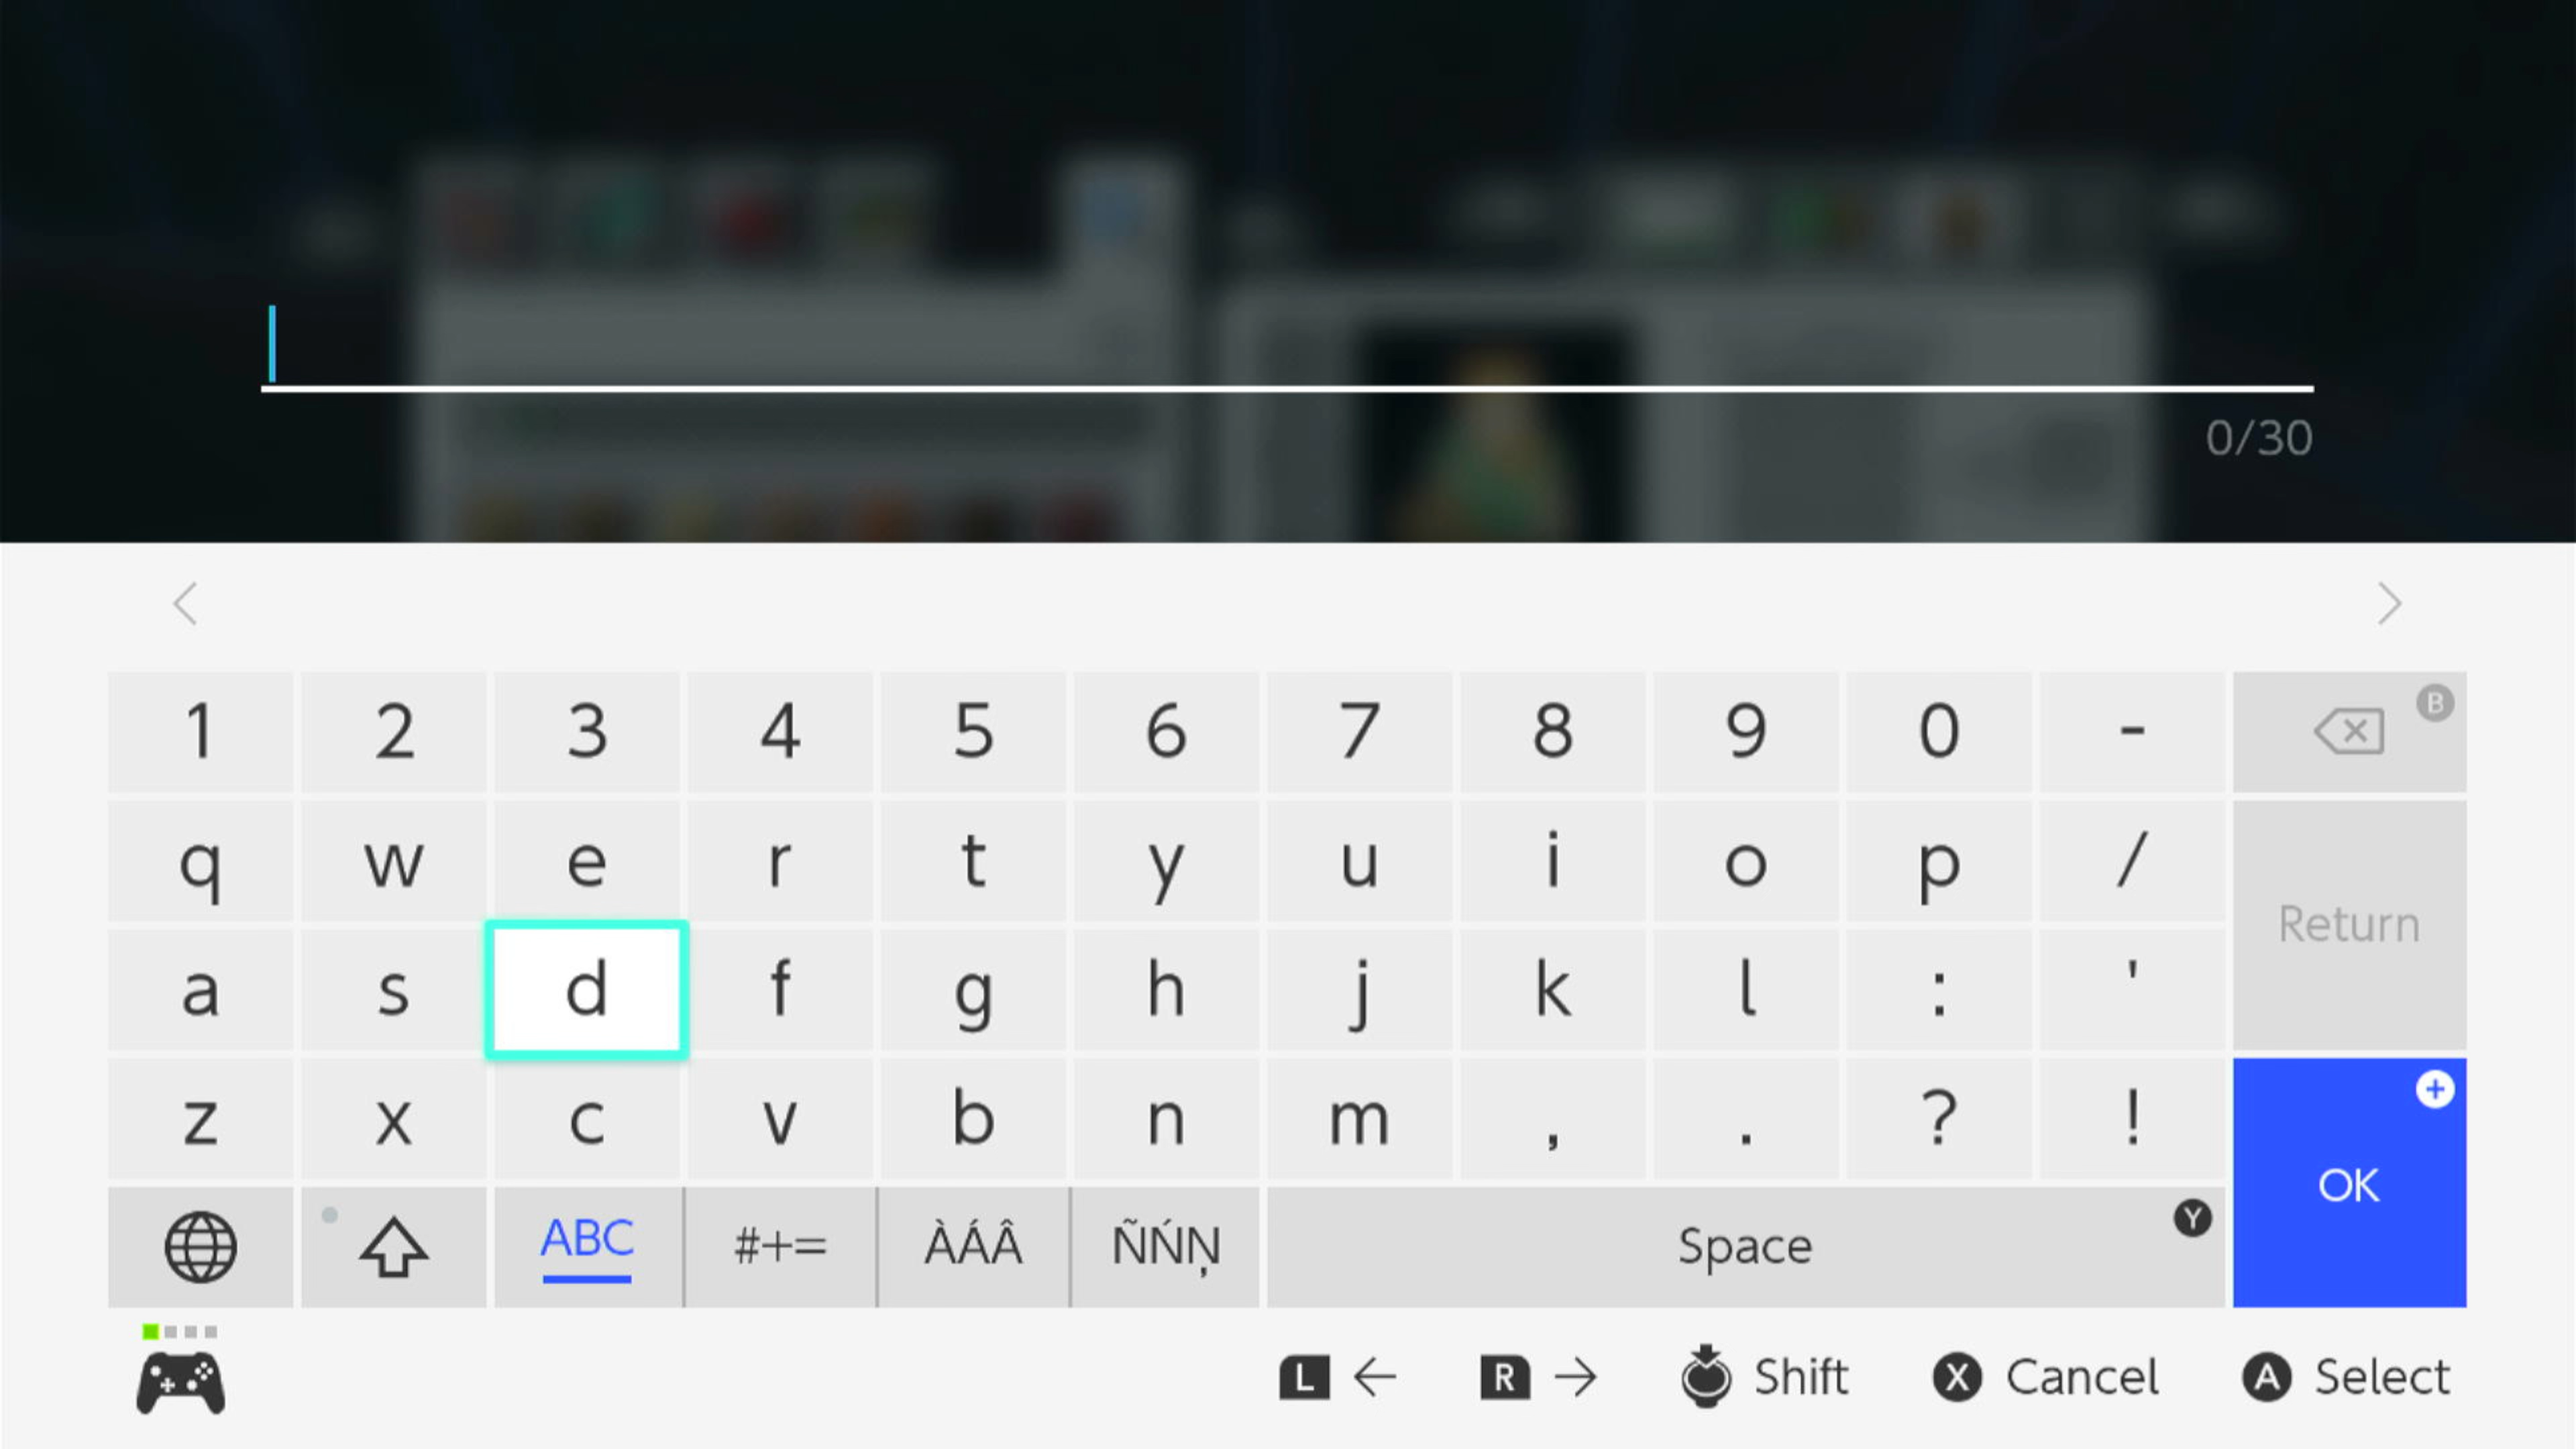 0/30
1 2 3 4 5 6 7 8 9 0 - B
q w e r t y u i o p / Return
a s d f g h j k l : '
z x c v b n m , . ? ! + OK
ABC #+= ÀÁÂ ÑŃŅ Space Y
L ← R → Shift X Cancel A Select